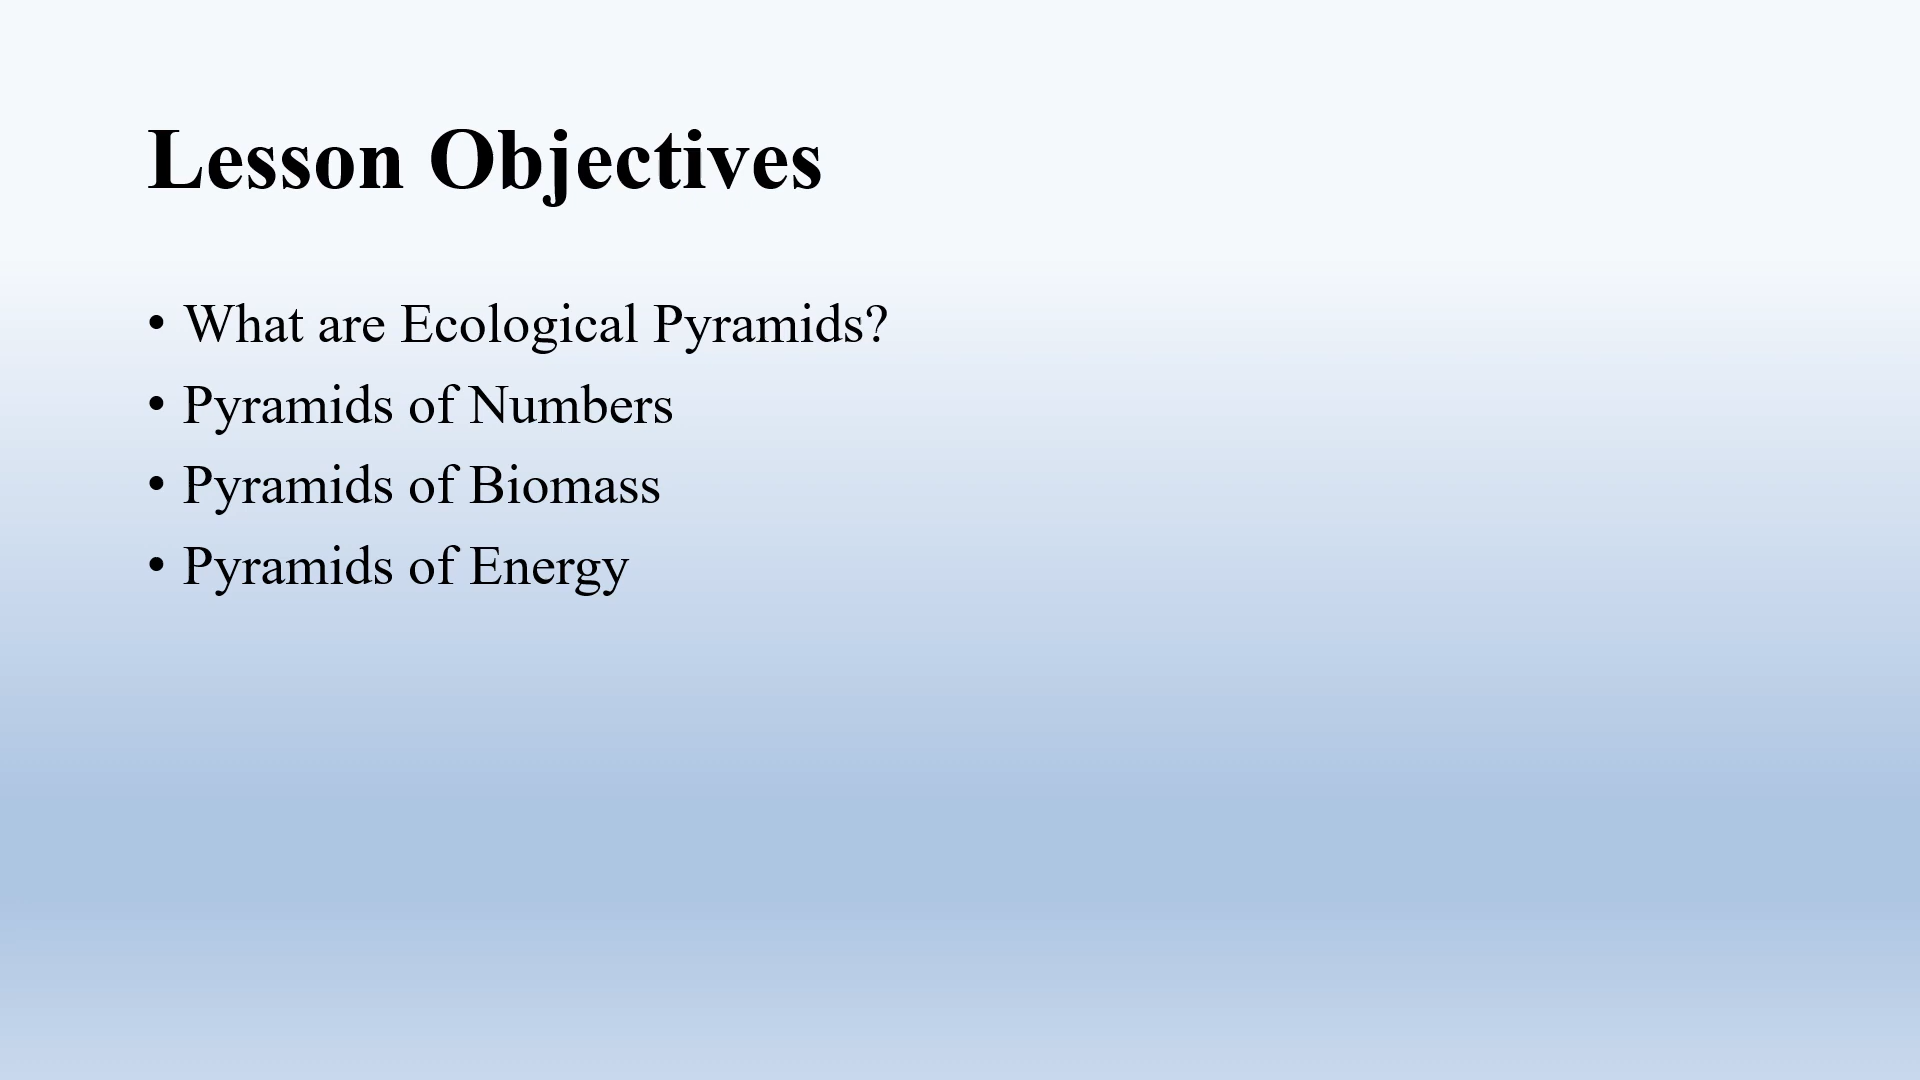 Lesson Objectives
• What are Ecological Pyramids?
• Pyramids of Numbers
• Pyramids of Biomass
• Pyramids of Energy